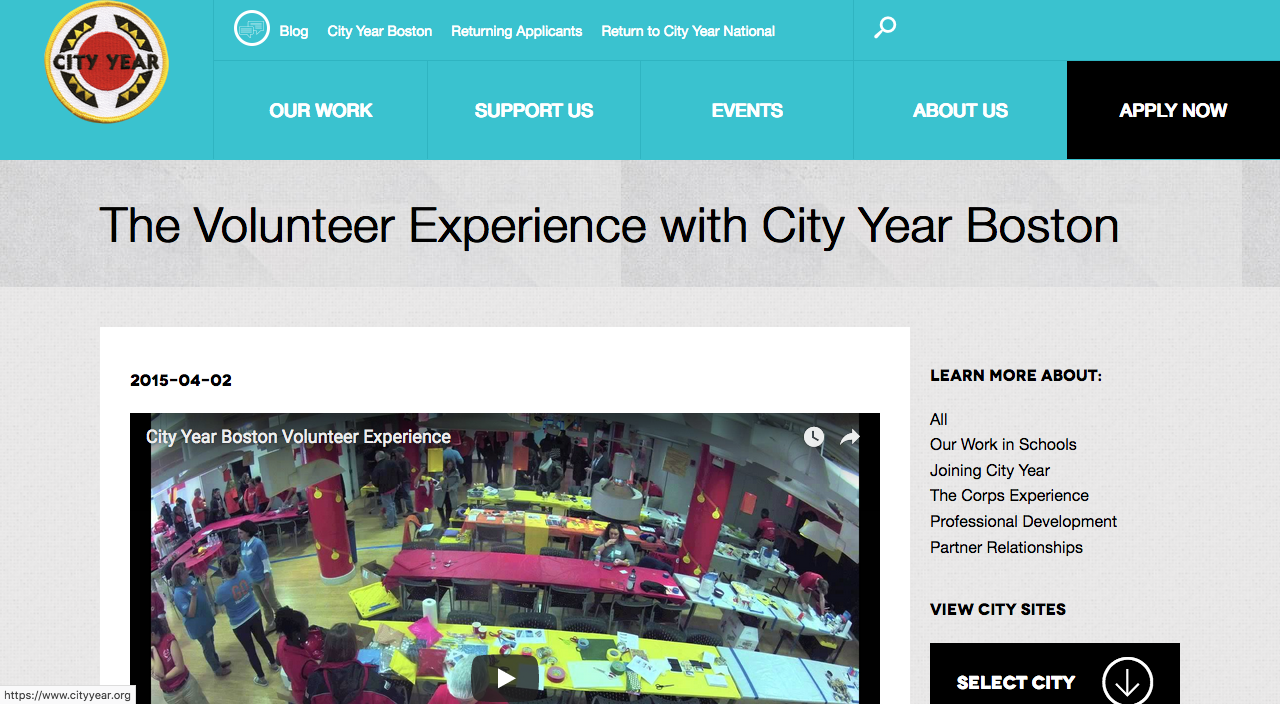 CITY YEAR
Blog
City Year Boston
Returning Applicants
Return to City Year National
OUR WORK
SUPPORT US
EVENTS
ABOUT US
APPLY NOW
The Volunteer Experience with City Year Boston
2015-04-02
City Year Boston Volunteer Experience
LEARN MORE ABOUT:
All
Our Work in Schools
Joining City Year
The Corps Experience
Professional Development
Partner Relationships
VIEW CITY SITES
SELECT CITY
https://www.cityyear.org